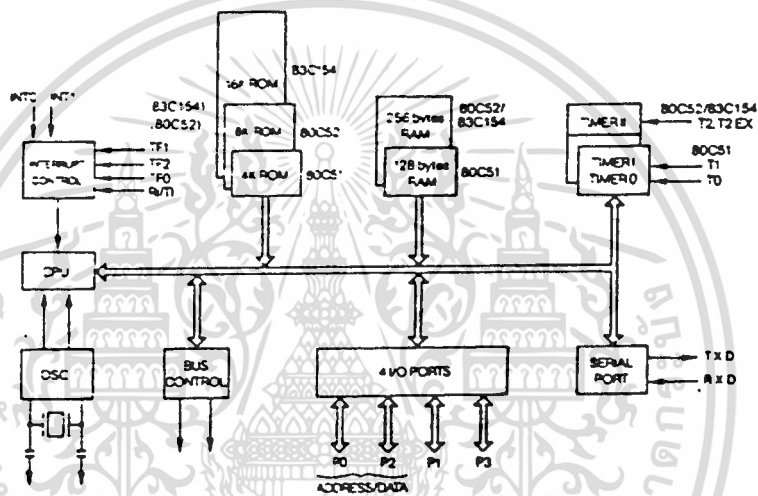 INT0 INT1
INTERRUPT
CONTROL
TF1
TF2
TF0
RI/TI
CPU
OSC
16K ROM
83C154
83C154)
(80C52)
8K ROM
80C52
4K ROM
80C51
256 bytes
RAM
80C52/
83C154
128 bytes
RAM
80C51
TIMER II
80C52/83C154
T2, T2 EX
TIMER I
TIMER 0
80C51
T1
T0
BUS
CONTROL
4 I/O PORTS
P0 P2 P1 P3
ADDRESS/DATA
SERIAL
PORT
TXD
RXD